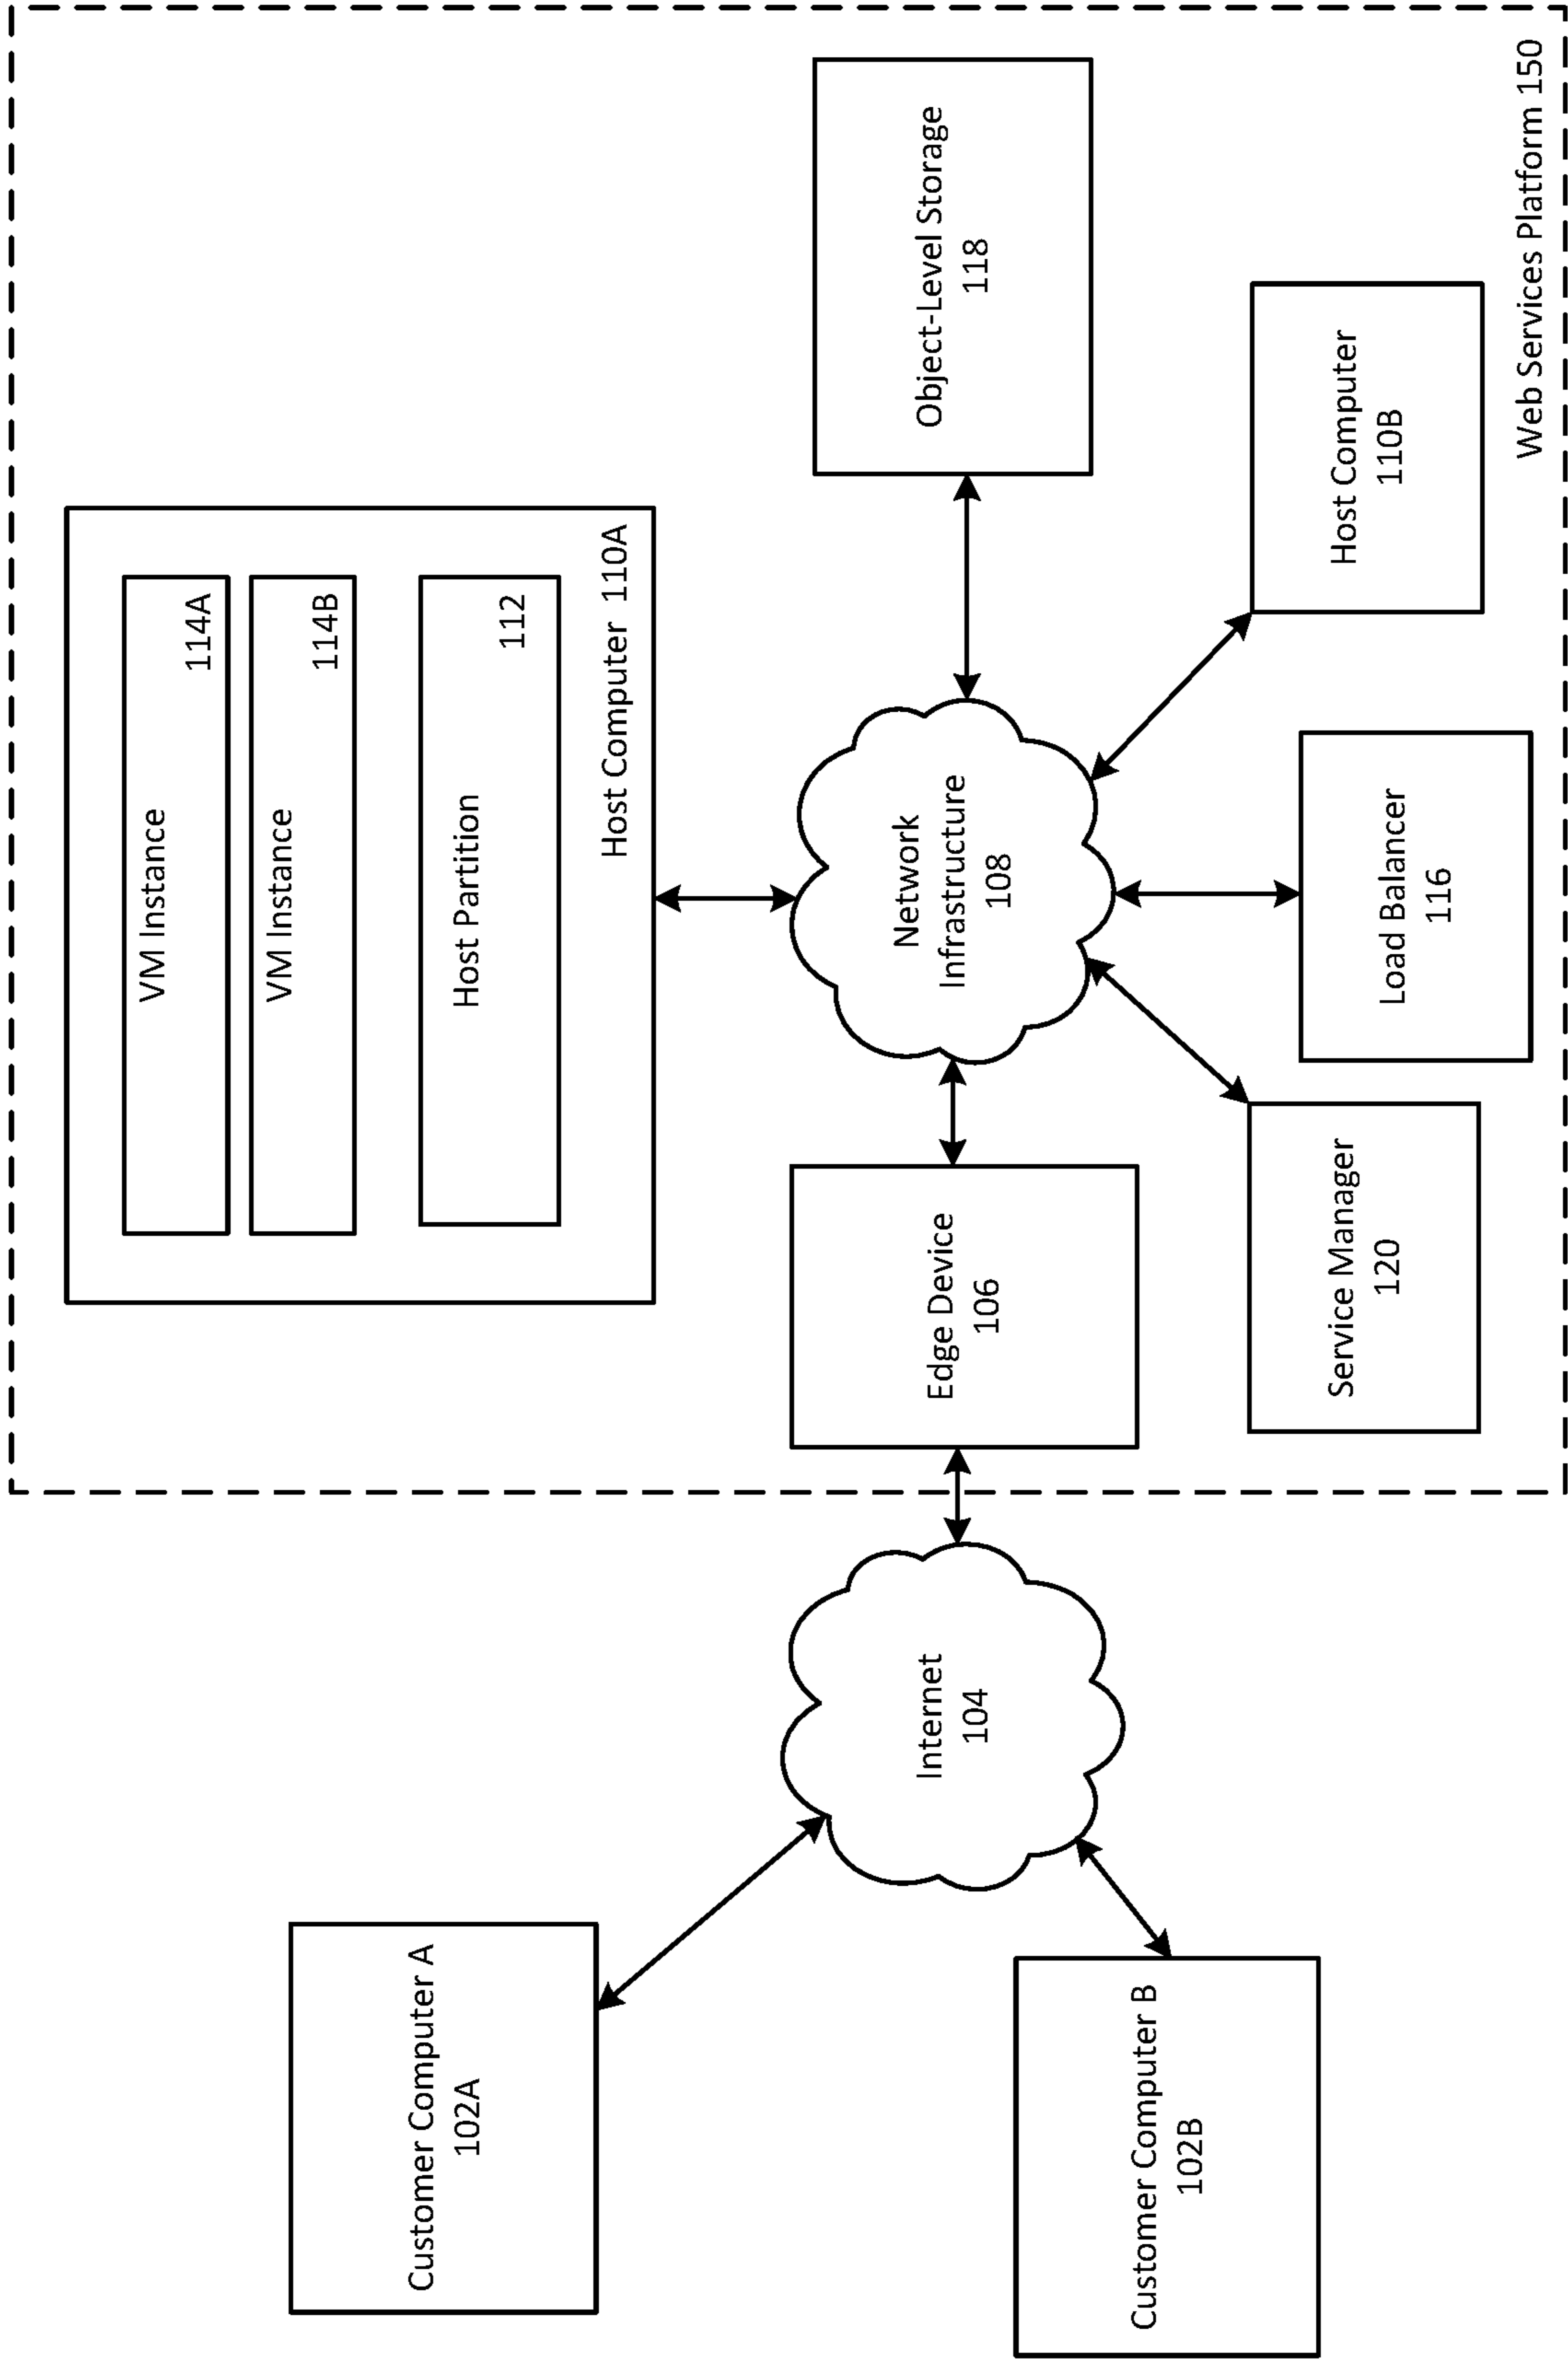 Customer Computer A
102A
Customer Computer B
102B
Internet
104
Edge Device
106
VM Instance
114A
VM Instance
114B
Host Partition
112
Host Computer 110A
Network
Infrastructure
108
Object-Level Storage
118
Service Manager
120
Load Balancer
116
Host Computer
110B
Web Services Platform 150